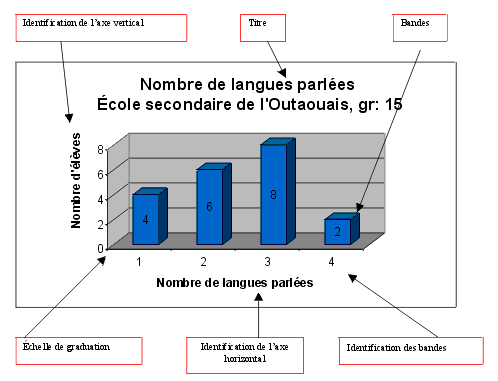 Identification de l'axe vertical
Titre
Bandes
Nombre de langues parlées
École secondaire de l'Outaouais, gr: 15
Nombre d'élèves
8
6
4
2
0
4
6
8
2
1 2 3 4
Nombre de langues parlées
Échelle de graduation
Identification de l'axe
horizontal
Identification des bandes